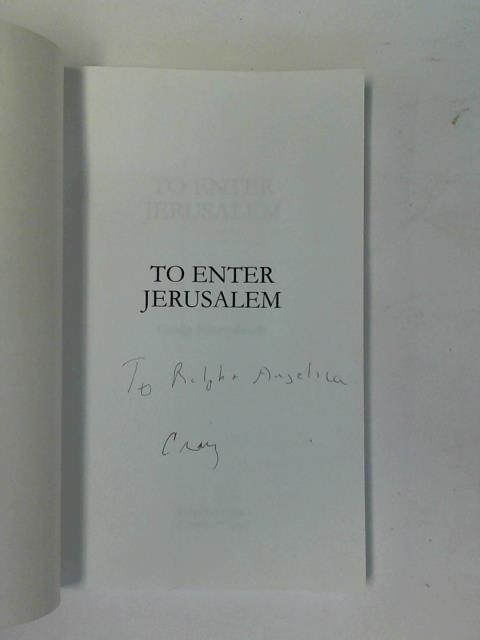 TO ENTER
JERUSALEM
To Ralph + Angelica
Craig